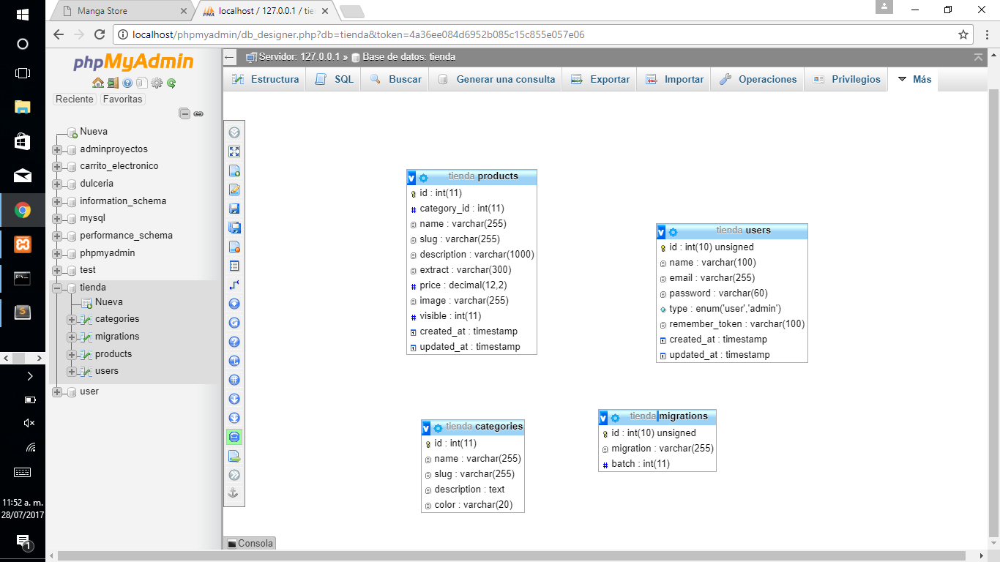 Manga Store
localhost / 127.0.0.1 / tie
localhost/phpmyadmin/db_designer.php?db=tienda&token=4a36ee084d6952b085c15c855e057e06
phpMyAdmin
Reciente Favoritas
Nueva
adminproyectos
carrito_electronico
dulceria
information_schema
mysql
performance_schema
phpmyadmin
test
tienda
Nueva
categories
migrations
products
users
user
11:52 a. m.
28/07/2017
1
Servidor: 127.0.0.1 » Base de datos: tienda
Estructura SQL Buscar Generar una consulta Exportar Importar Operaciones Privilegios Más
v tienda products
id : int(11)
category_id : int(11)
name : varchar(255)
slug : varchar(255)
description : varchar(1000)
extract : varchar(300)
price : decimal(12,2)
image : varchar(255)
visible : int(11)
created_at : timestamp
updated_at : timestamp
v tienda users
id : int(10) unsigned
name : varchar(100)
email : varchar(255)
password : varchar(60)
type : enum('user','admin')
remember_token : varchar(100)
created_at : timestamp
updated_at : timestamp
v tienda categories
id : int(11)
name : varchar(255)
slug : varchar(255)
description : text
color : varchar(20)
v tienda migrations
id : int(10) unsigned
migration : varchar(255)
batch : int(11)
Consola